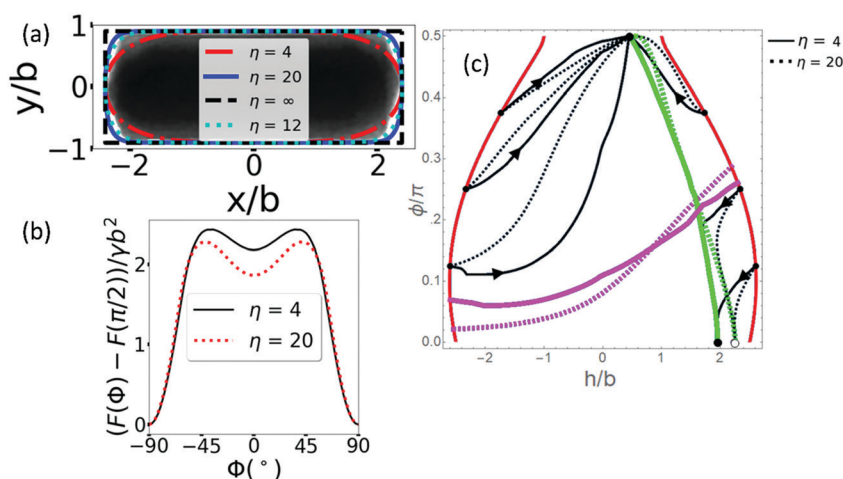 (a)
y/b
1
0
−1
−2
0
2
x/b
η = 4
η = 20
η = ∞
η = 12
(b)
(F(Φ) − F(π/2))/γb²
2
1
0
−90
−45
0
45
90
Φ(°)
η = 4
η = 20
(c)
ϕ/π
0.5
0.4
0.3
0.2
0.1
0.0
−2
−1
0
1
2
h/b
η = 4
η = 20